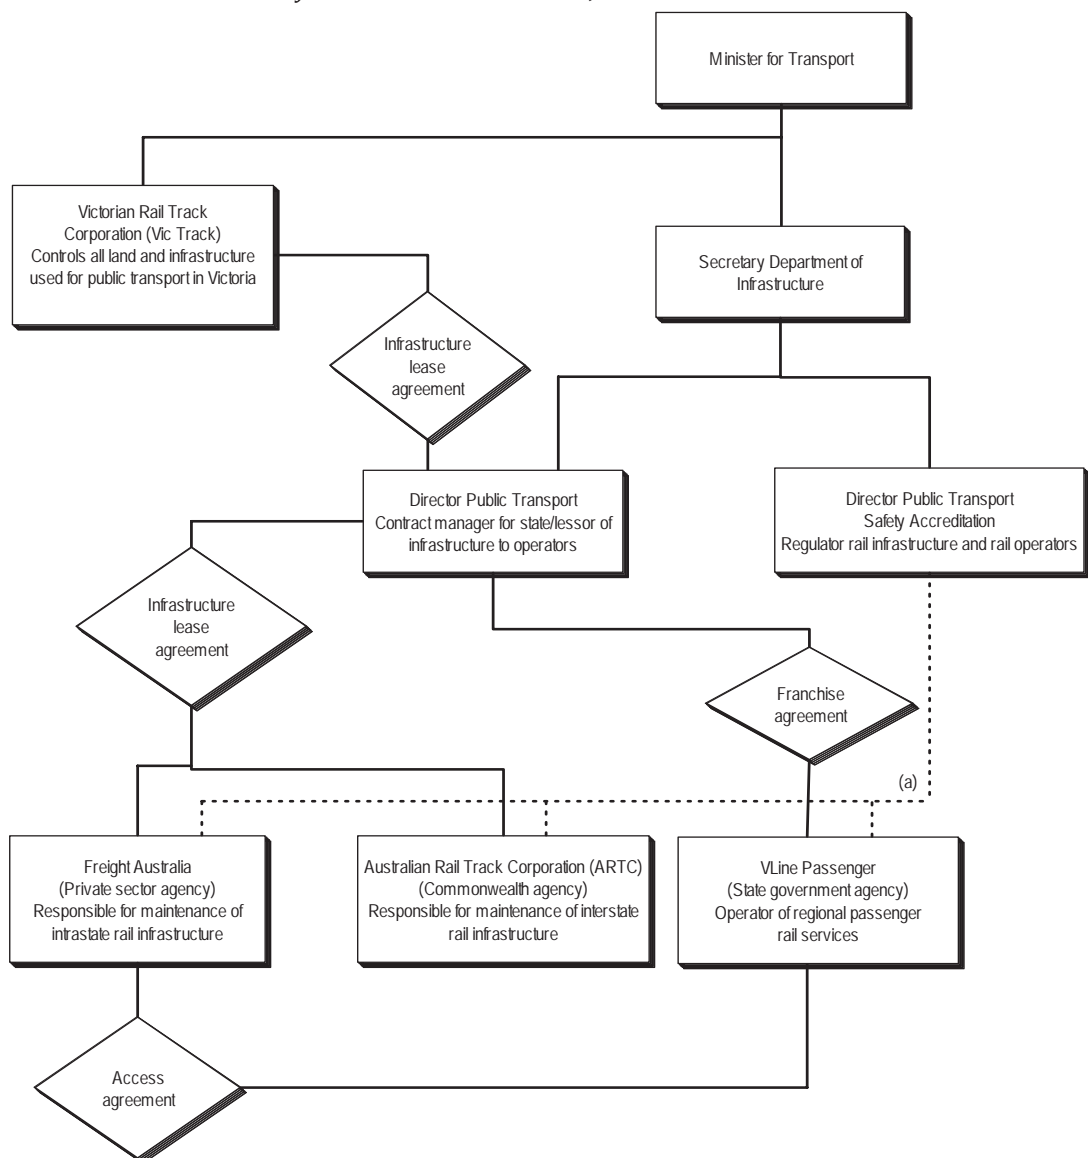 Minister for Transport
Victorian Rail Track
Corporation (Vic Track)
Controls all land and infrastructure
used for public transport in Victoria
Secretary Department of
Infrastructure
Infrastructure
lease
agreement
Director Public Transport
Contract manager for state/lessor of
infrastructure to operators
Director Public Transport
Safety Accreditation
Regulator rail infrastructure and rail operators
Infrastructure
lease
agreement
Franchise
agreement
(a)
Freight Australia
(Private sector agency)
Responsible for maintenance of
intrastate rail infrastructure
Australian Rail Track Corporation (ARTC)
(Commonwealth agency)
Responsible for maintenance of interstate
rail infrastructure
VLine Passenger
(State government agency)
Operator of regional passenger
rail services
Access
agreement